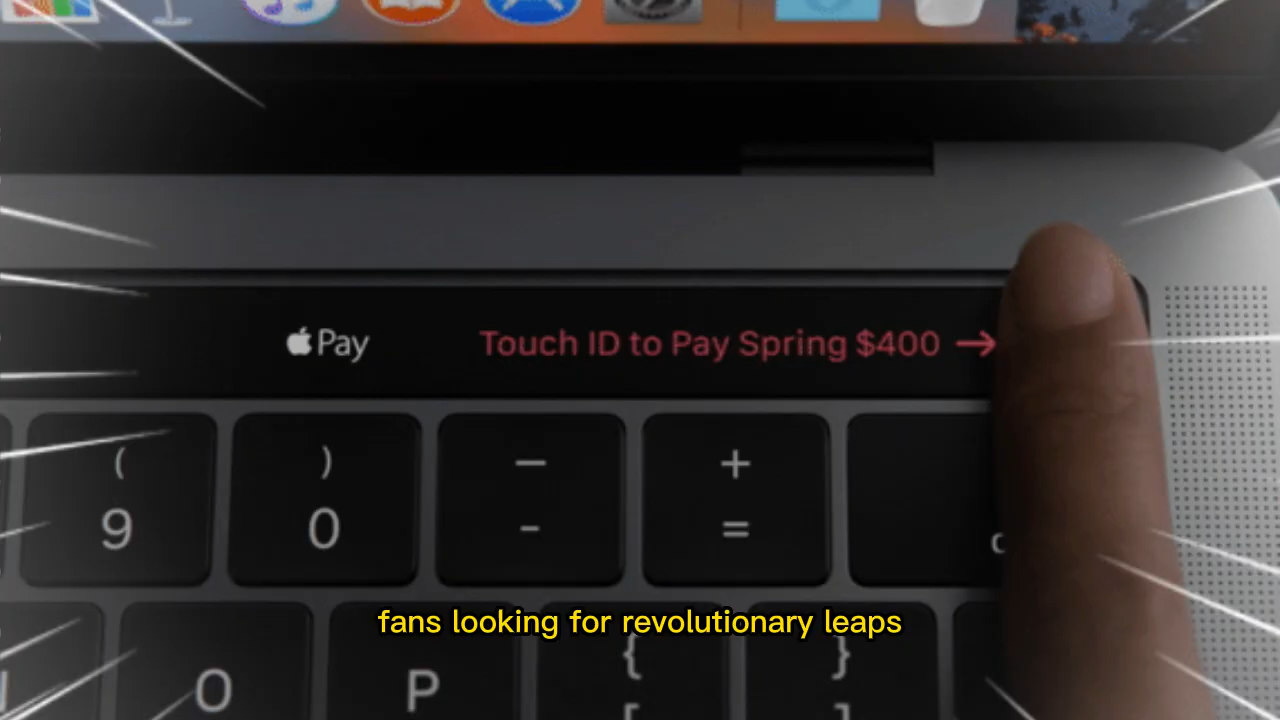 Pay
Touch ID to Pay Spring $400 →
( ) — +
9 0 - =
fans looking for revolutionary leaps
{ }
O P [ ]